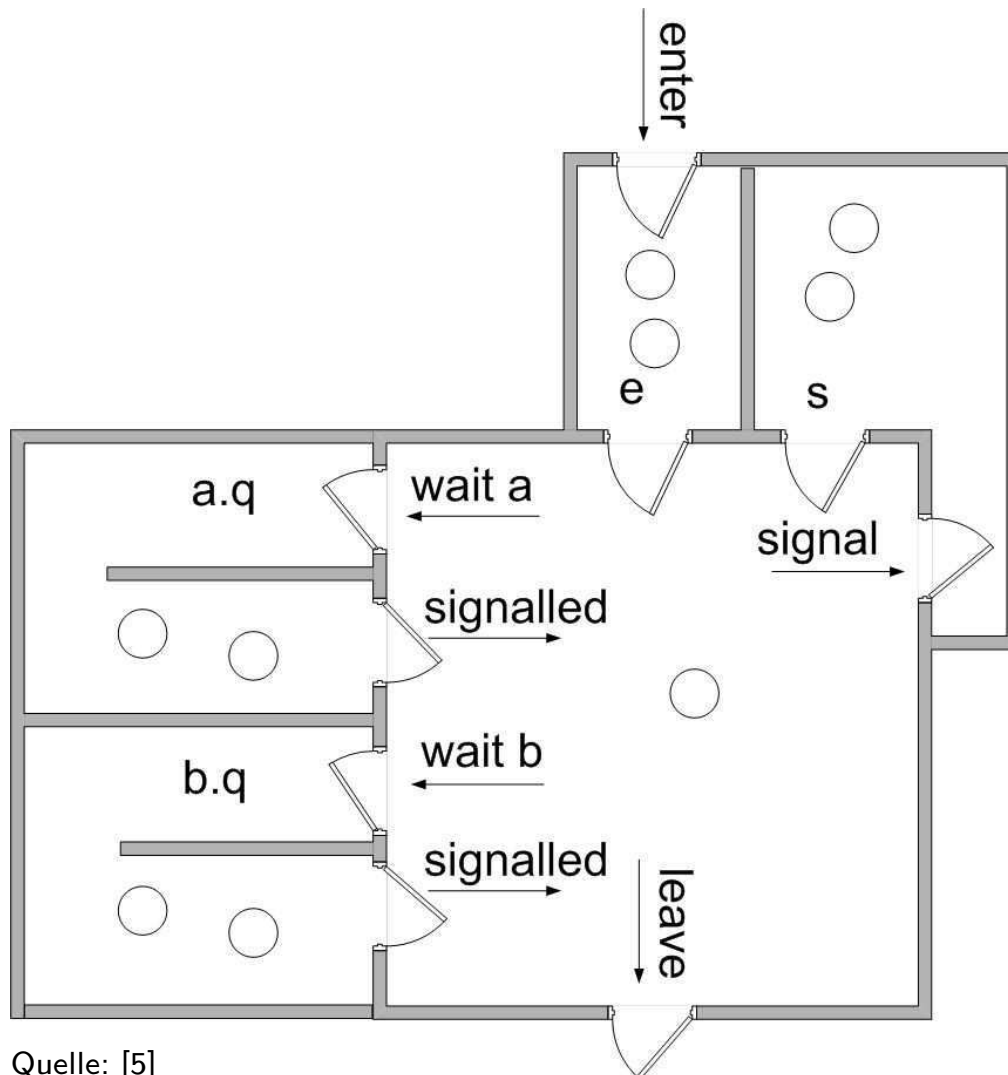 enter
e
s
a.q
wait a
signal
signalled
wait b
b.q
signalled
leave
Quelle: [5]